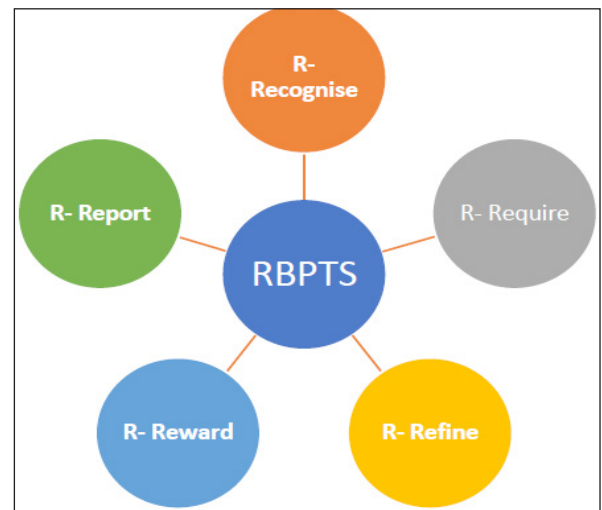 R-
Recognise
R- Report
R- Require
RBPTS
R- Reward
R- Refine